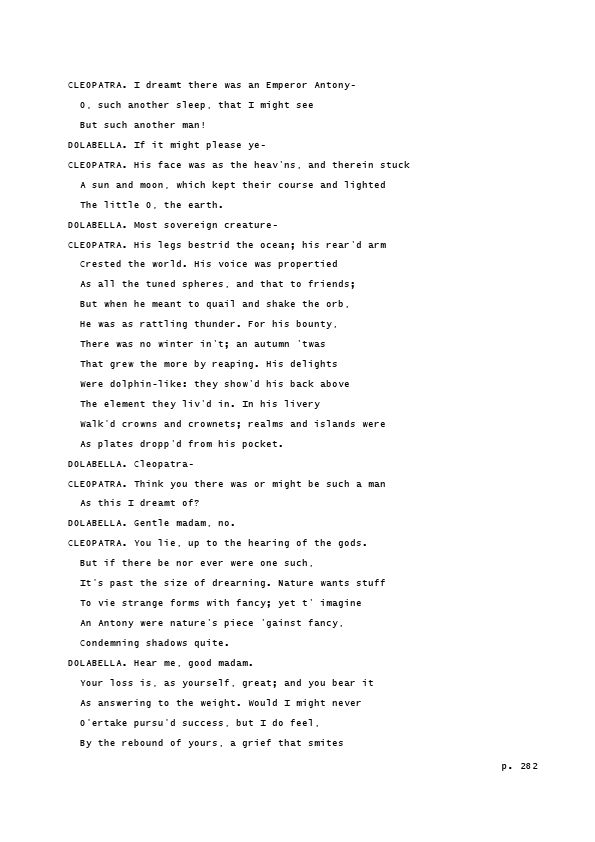 CLEOPATRA. I dreamt there was an Emperor Antony-
O, such another sleep, that I might see
But such another man!
DOLABELLA. If it might please ye-
CLEOPATRA. His face was as the heav'ns, and therein stuck
A sun and moon, which kept their course and lighted
The little O, the earth.
DOLABELLA. Most sovereign creature-
CLEOPATRA. His legs bestrid the ocean; his rear'd arm
Crested the world. His voice was propertied
As all the tuned spheres, and that to friends;
But when he meant to quail and shake the orb,
He was as rattling thunder. For his bounty,
There was no winter in't; an autumn 'twas
That grew the more by reaping. His delights
Were dolphin-like: they show'd his back above
The element they liv'd in. In his livery
Walk'd crowns and crownets; realms and islands were
As plates dropp'd from his pocket.
DOLABELLA. Cleopatra-
CLEOPATRA. Think you there was or might be such a man
As this I dreamt of?
DOLABELLA. Gentle madam, no.
CLEOPATRA. You lie, up to the hearing of the gods.
But if there be nor ever were one such,
It's past the size of drearning. Nature wants stuff
To vie strange forms with fancy; yet t' imagine
An Antony were nature's piece 'gainst fancy,
Condemning shadows quite.
DOLABELLA. Hear me, good madam.
Your loss is, as yourself, great; and you bear it
As answering to the weight. Would I might never
O'ertake pursu'd success, but I do feel,
By the rebound of yours, a grief that smites
p. 282